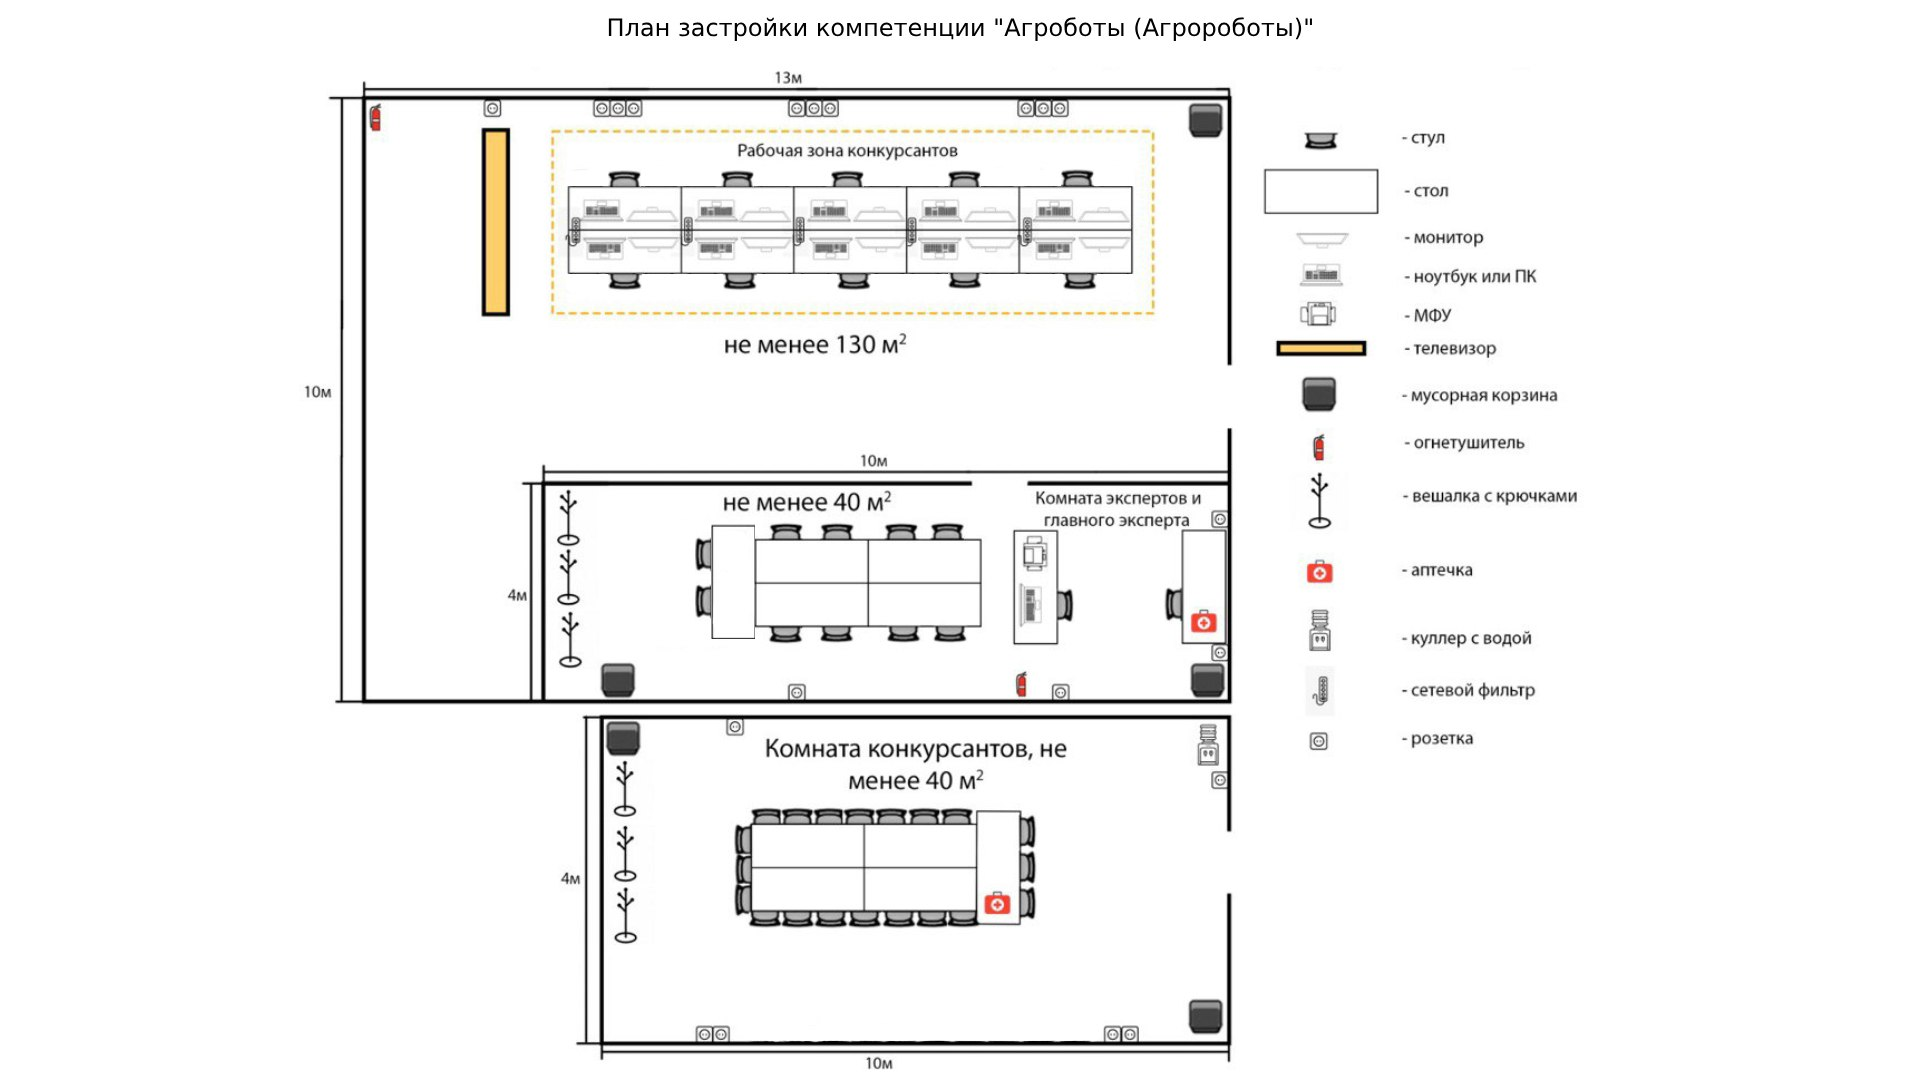 План застройки компетенции "Агроботы (Агророботы)"
13м
Рабочая зона конкурсантов
не менее 130 м²
10м
10м
не менее 40 м²
Комната экспертов и
главного эксперта
4м
Комната конкурсантов, не
менее 40 м²
4м
10м
- стул
- стол
- монитор
- ноутбук или ПК
- МФУ
- телевизор
- мусорная корзина
- огнетушитель
- вешалка с крючками
- аптечка
- куллер с водой
- сетевой фильтр
- розетка